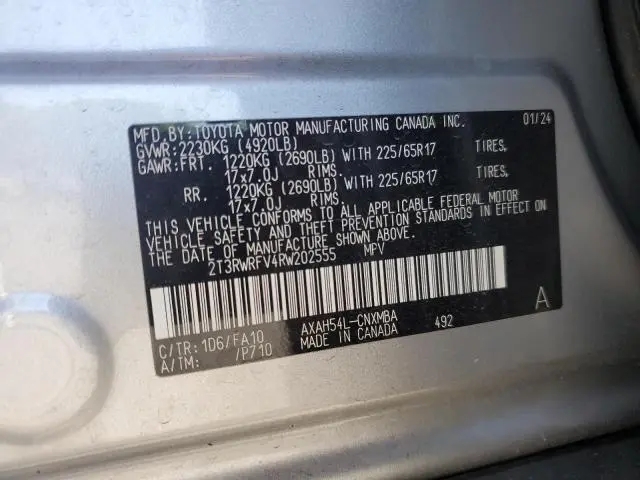 MFD.BY:TOYOTA MOTOR MANUFACTURING CANADA INC. 01/24
GVWR:2230KG (4920LB)
GAWR:FRT. 1220KG (2690LB) WITH 225/65R17 TIRES,
17x7.0J RIMS.
RR. 1220KG (2690LB) WITH 225/65R17 TIRES,
17x7.0J RIMS.
THIS VEHICLE CONFORMS TO ALL APPLICABLE FEDERAL MOTOR
VEHICLE SAFETY AND THEFT PREVENTION STANDARDS IN EFFECT ON
THE DATE OF MANUFACTURE SHOWN ABOVE.
2T3RWRFV4RW202555 MPV
C/TR:1D6/FA10 AXAH54L-CNXMBA A
A/TM: /P710 MADE IN CANADA 492